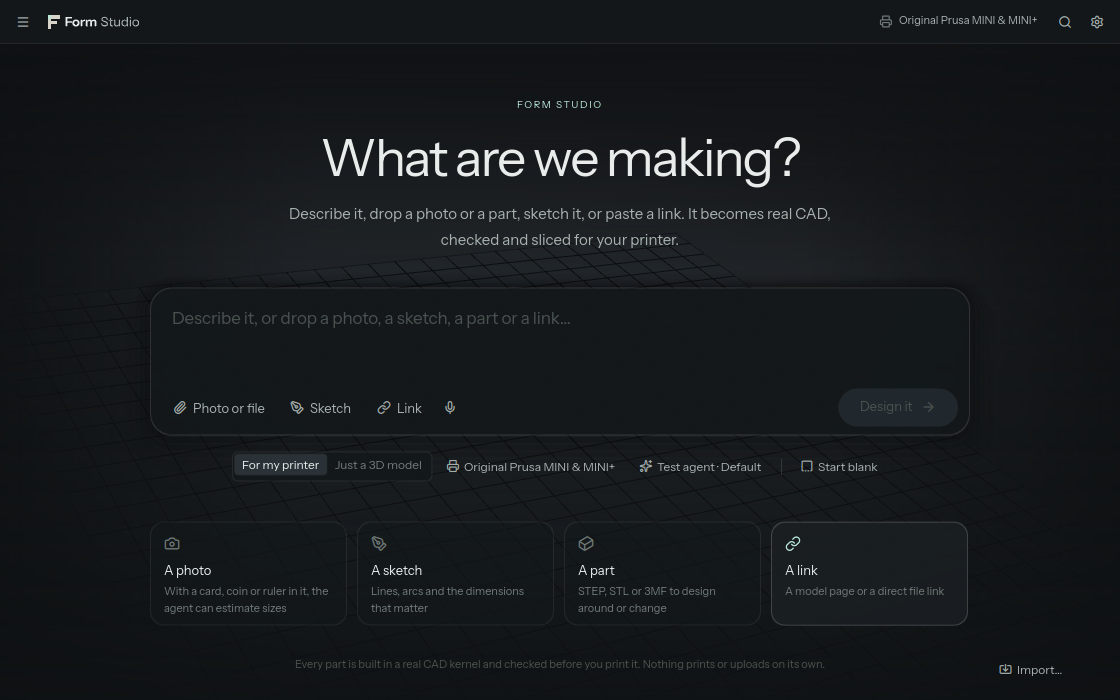 Form Studio
Original Prusa MINI & MINI+
FORM STUDIO
What are we making?
Describe it, drop a photo or a part, sketch it, or paste a link. It becomes real CAD,
checked and sliced for your printer.
Describe it, or drop a photo, a sketch, a part or a link...
Photo or file
Sketch
Link
Design it
For my printer
Just a 3D model
Original Prusa MINI & MINI+
Test agent · Default
Start blank
A photo
With a card, coin or ruler in it, the
agent can estimate sizes
A sketch
Lines, arcs and the dimensions
that matter
A part
STEP, STL or 3MF to design
around or change
A link
A model page or a direct file link
Every part is built in a real CAD kernel and checked before you print it. Nothing prints or uploads on its own.
Import...